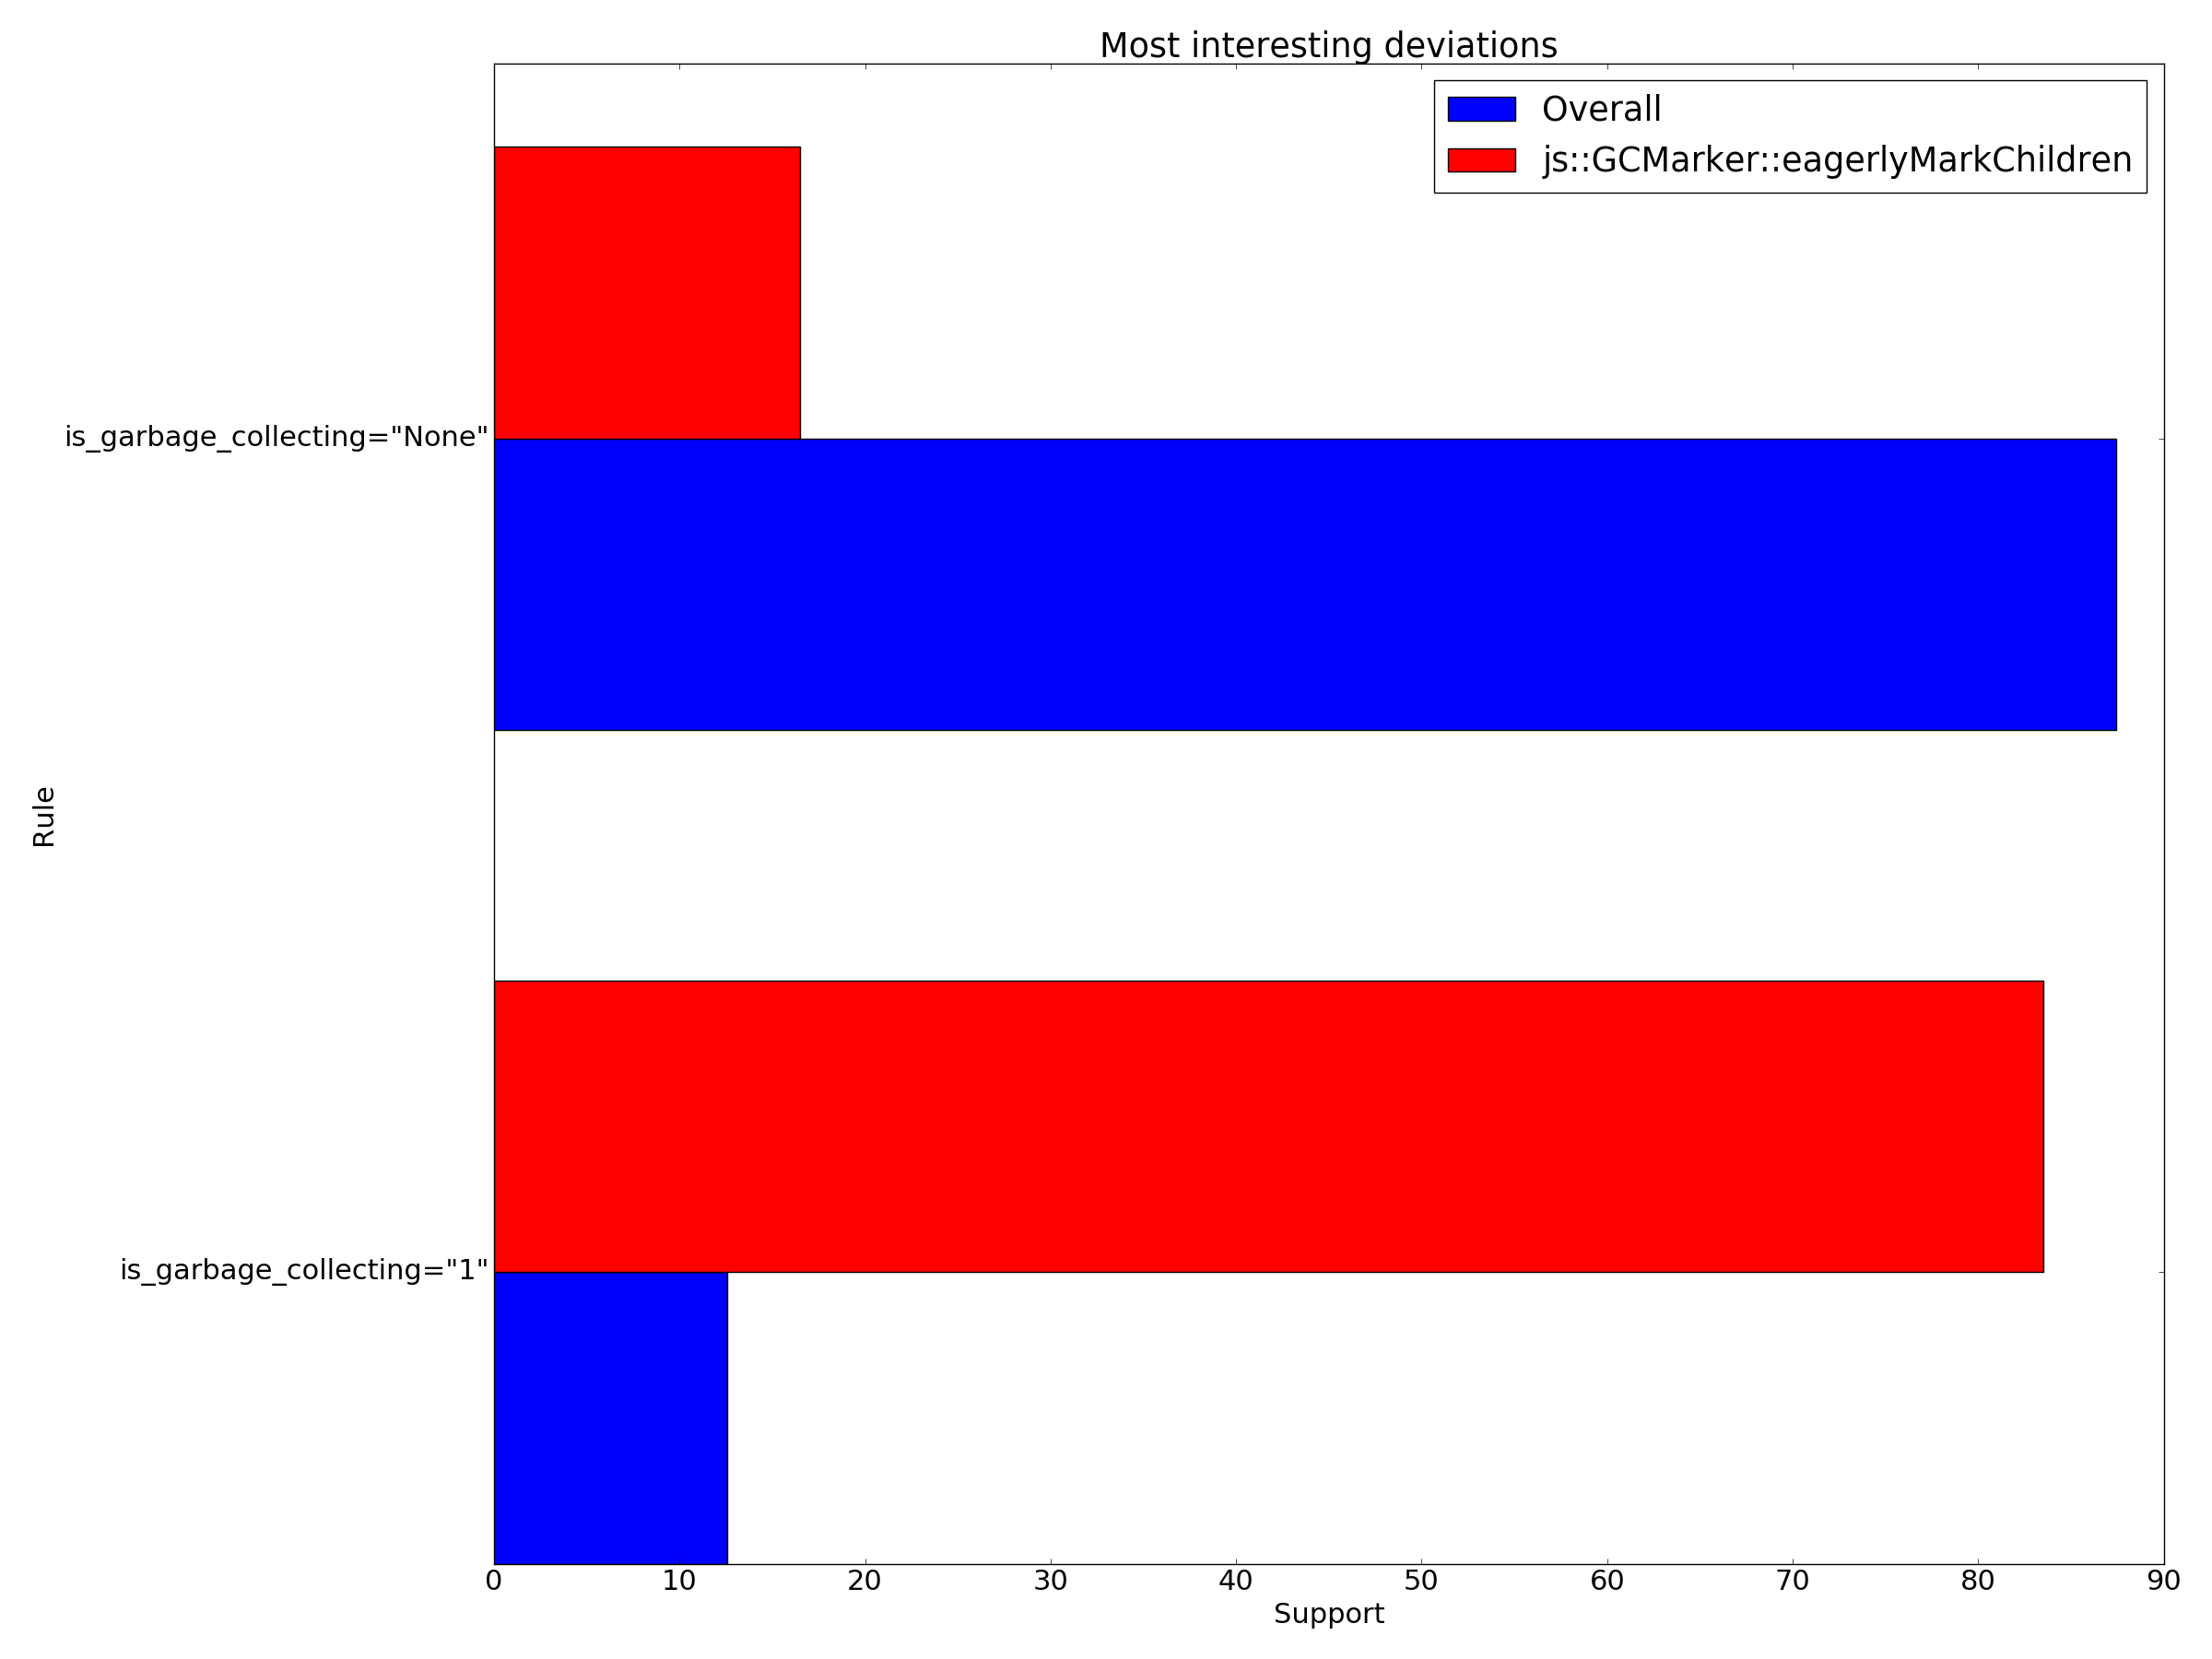 Most interesting deviations
Overall
js::GCMarker::eagerlyMarkChildren
is_garbage_collecting="None"
Rule
is_garbage_collecting="1"
0 10 20 30 40 50 60 70 80 90
Support